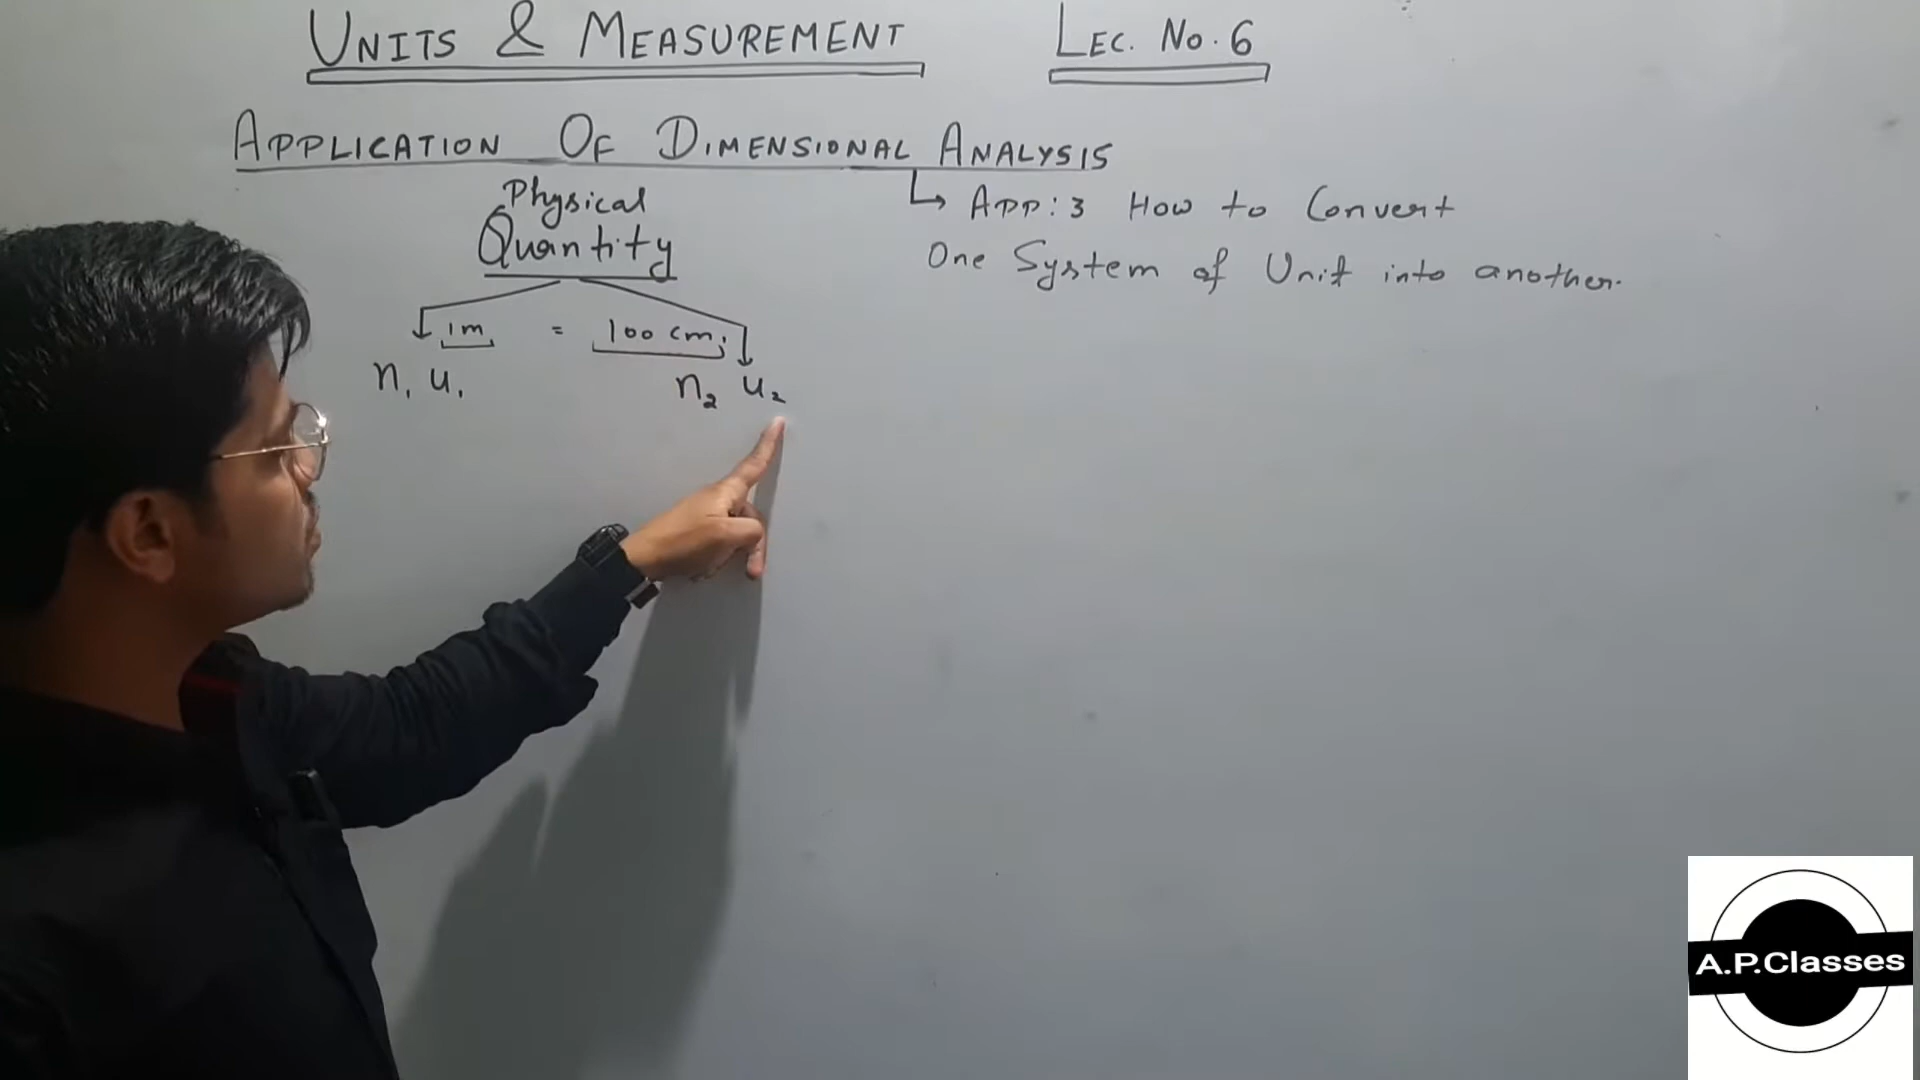 UNITS & MEASUREMENT LEC. No. 6
APPLICATION OF DIMENSIONAL ANALYSIS
Physical
Quantity
↳ APP: 3 How to Convert
One System of Unit into another.
1m = 100 cm
n₁ u₁ n₂ u₂
A.P.Classes